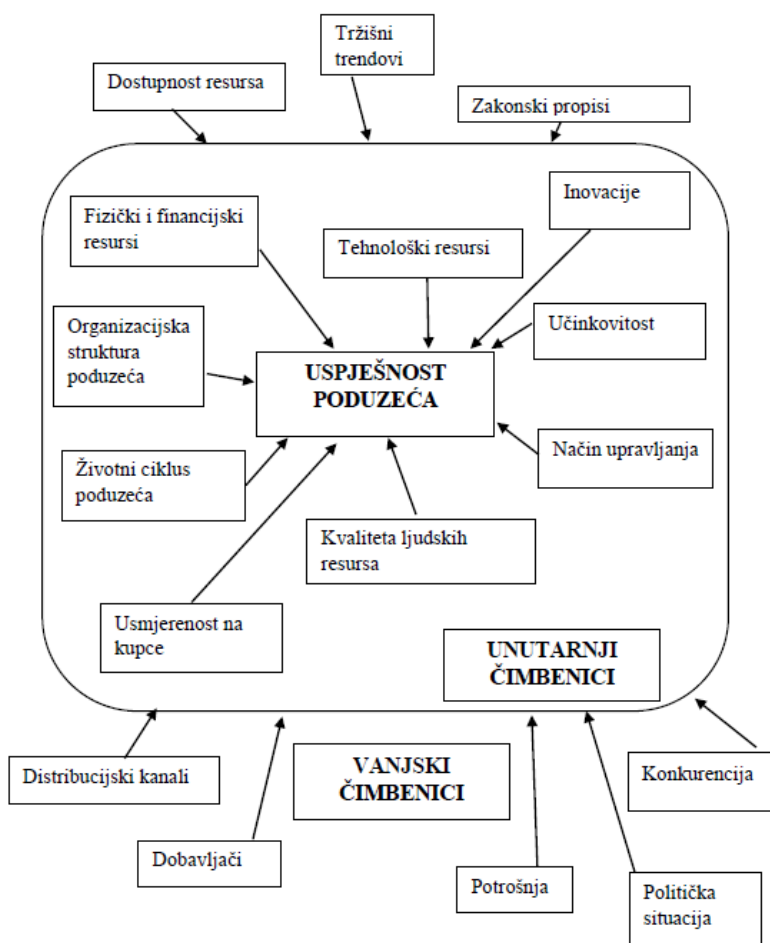 Tržišni
trendovi
Dostupnost resursa
Zakonski propisi
Inovacije
Fizički i financijski
resursi
Tehnološki resursi
Organizacijska
struktura
poduzeća
Učinkovitost
USPJEŠNOST
PODUZEĆA
Način upravljanja
Životni ciklus
poduzeća
Kvaliteta ljudskih
resursa
Usmjerenost na
kupce
UNUTARNJI
ČIMBENICI
Distribucijski kanali
VANJSKI
ČIMBENICI
Konkurencija
Dobavljači
Potrošnja
Politička
situacija